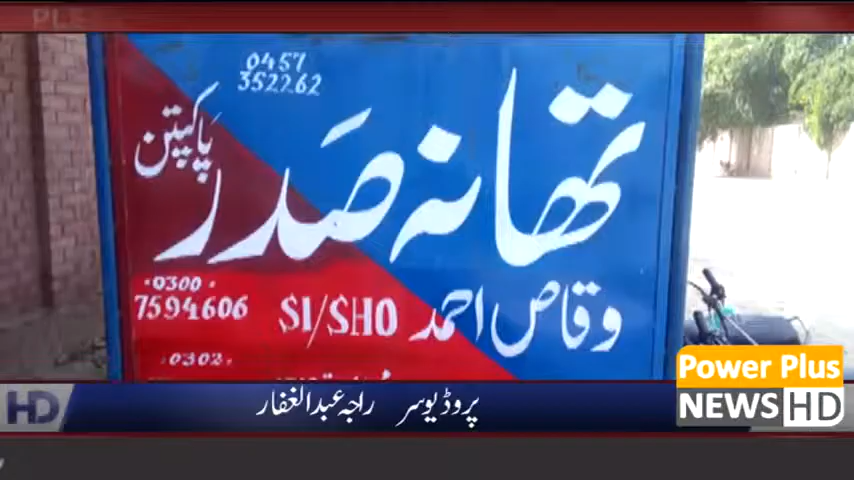 0457
352262
تھانہ صدر
پاکپتن
وقاص احمد SI/SHO
0300
7594606
0302
Power Plus
NEWS HD
HD
پروڈیوسر راجہ عبدالغفار